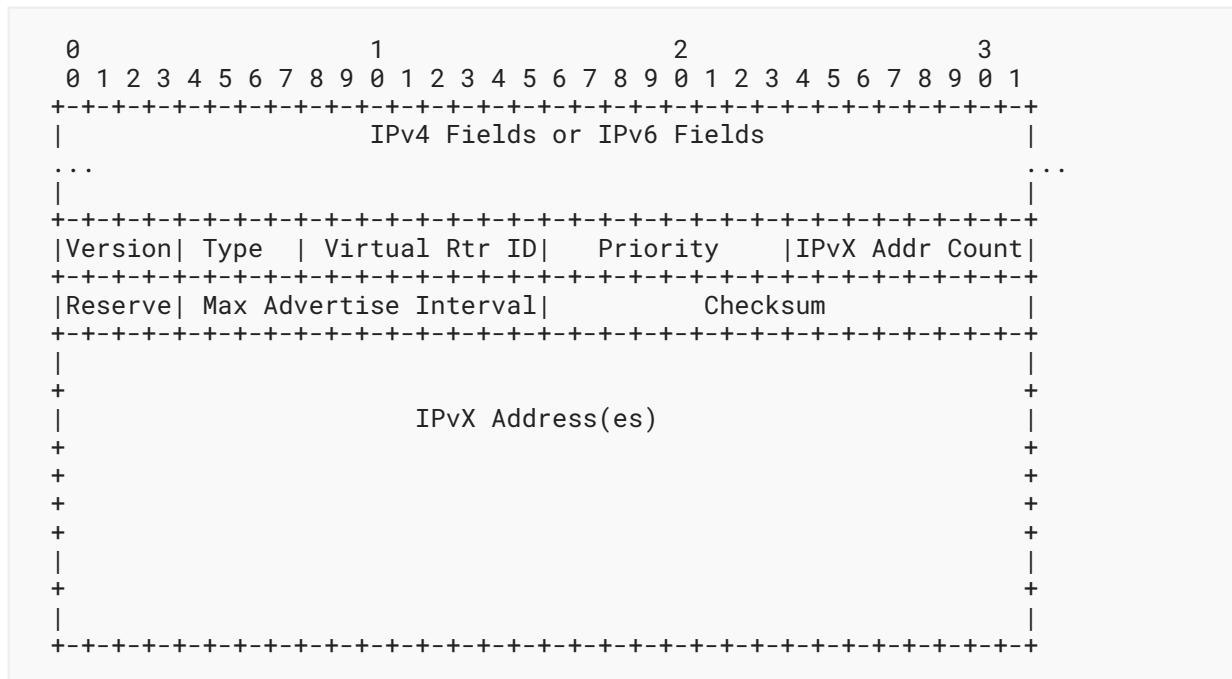 0                   1                   2                   3
 0 1 2 3 4 5 6 7 8 9 0 1 2 3 4 5 6 7 8 9 0 1 2 3 4 5 6 7 8 9 0 1
+-+-+-+-+-+-+-+-+-+-+-+-+-+-+-+-+-+-+-+-+-+-+-+-+-+-+-+-+-+-+-+-+
|                    IPv4 Fields or IPv6 Fields                 |
...                                                             ...
|                                                               |
+-+-+-+-+-+-+-+-+-+-+-+-+-+-+-+-+-+-+-+-+-+-+-+-+-+-+-+-+-+-+-+-+
|Version| Type  | Virtual Rtr ID|   Priority    |IPvX Addr Count|
+-+-+-+-+-+-+-+-+-+-+-+-+-+-+-+-+-+-+-+-+-+-+-+-+-+-+-+-+-+-+-+-+
|Reserve| Max Advertise Interval|          Checksum             |
+-+-+-+-+-+-+-+-+-+-+-+-+-+-+-+-+-+-+-+-+-+-+-+-+-+-+-+-+-+-+-+-+
|                                                               |
+                                                               +
|                       IPvX Address(es)                        |
+                                                               +
+                                                               +
+                                                               +
+                                                               +
|                                                               |
+                                                               +
|                                                               |
+-+-+-+-+-+-+-+-+-+-+-+-+-+-+-+-+-+-+-+-+-+-+-+-+-+-+-+-+-+-+-+-+